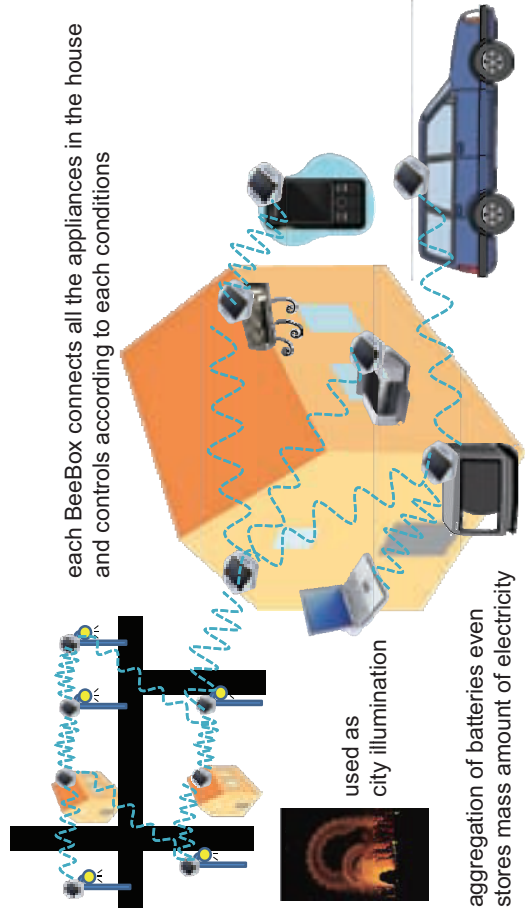 each BeeBox connects all the appliances in the house
and controls according to each conditions
used as
city illumination
aggregation of batteries even
stores mass amount of electricity